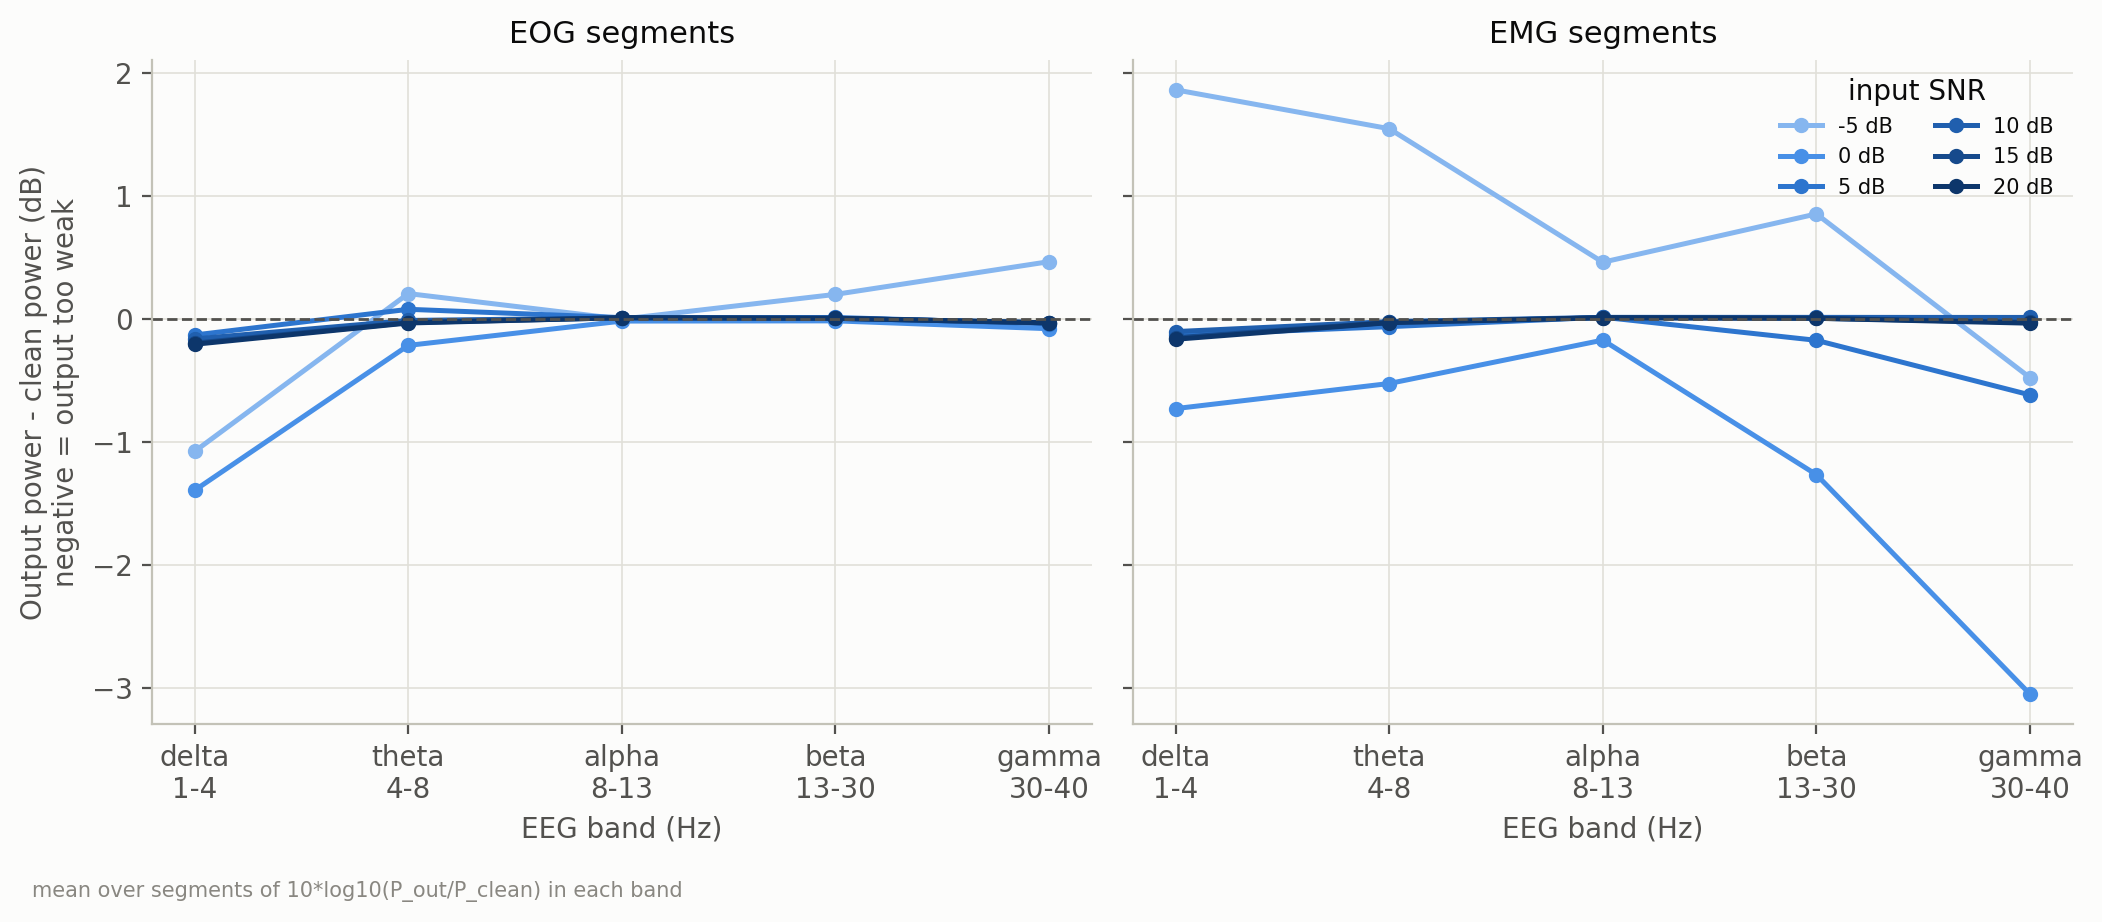 EOG segments
EMG segments
Output power - clean power (dB)
negative = output too weak
2
1
0
−1
−2
−3
input SNR
-5 dB
0 dB
5 dB
10 dB
15 dB
20 dB
delta
1-4
theta
4-8
alpha
8-13
beta
13-30
gamma
30-40
EEG band (Hz)
delta
1-4
theta
4-8
alpha
8-13
beta
13-30
gamma
30-40
EEG band (Hz)
mean over segments of 10*log10(P_out/P_clean) in each band